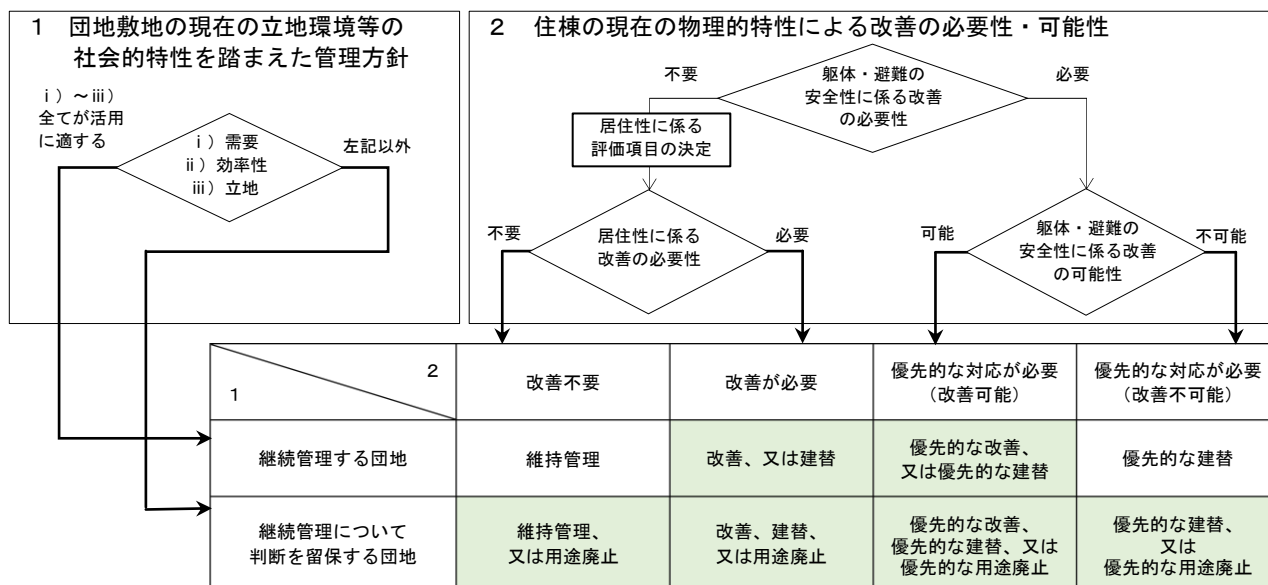 1 団地敷地の現在の立地環境等の
社会的特性を踏まえた管理方針
ⅰ）～ⅲ）
全てが活用
に適する
ⅰ）需要
ⅱ）効率性
ⅲ）立地
左記以外
2 住棟の現在の物理的特性による改善の必要性・可能性
不要
躯体・避難の
安全性に係る改善
の必要性
必要
居住性に係る
評価項目の決定
不要
居住性に係る
改善の必要性
必要
可能
躯体・避難の
安全性に係る改善
の可能性
不可能
2
1
改善不要
改善が必要
優先的な対応が必要
（改善可能）
優先的な対応が必要
（改善不可能）
継続管理する団地
維持管理
改善、又は建替
優先的な改善、
又は優先的な建替
優先的な建替
継続管理について
判断を留保する団地
維持管理、
又は用途廃止
改善、建替、
又は用途廃止
優先的な改善、
優先的な建替、又は
優先的な用途廃止
優先的な建替、
又は
優先的な用途廃止